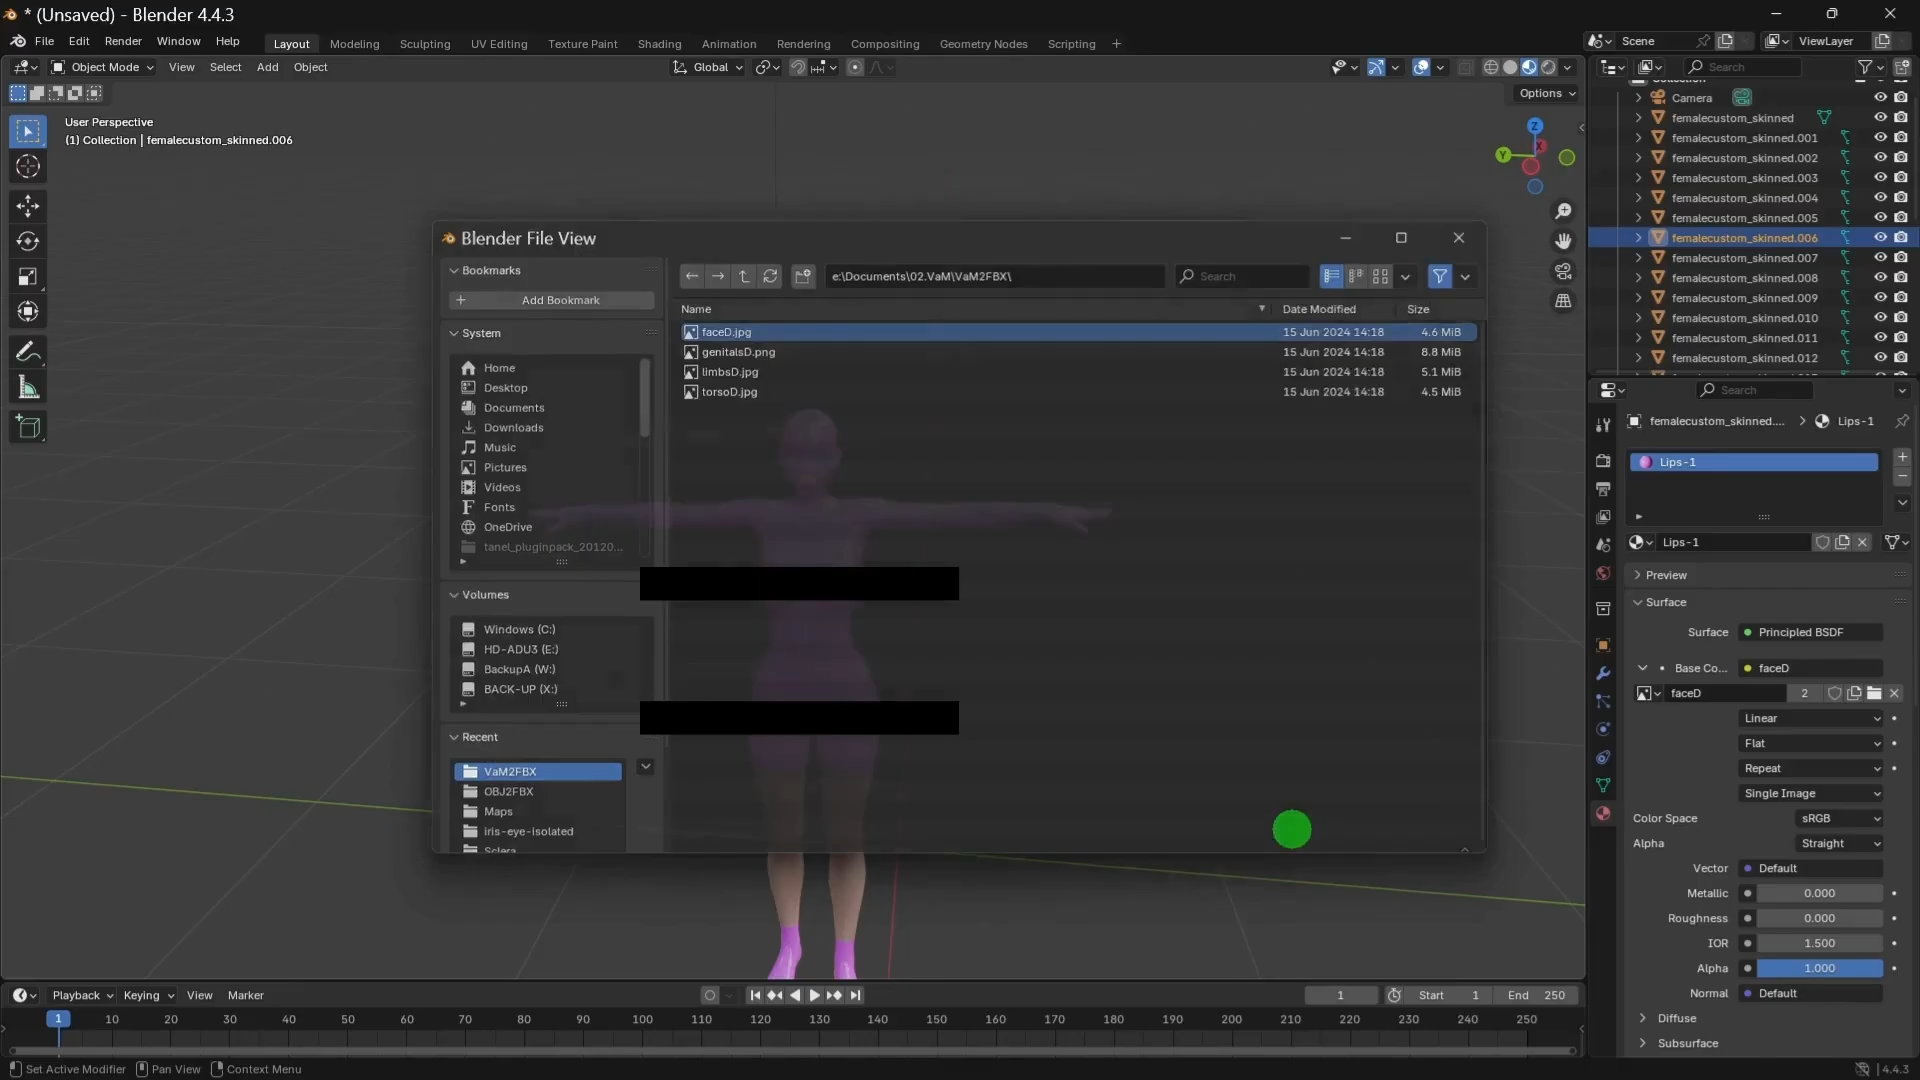 * (Unsaved) - Blender 4.4.3
File Edit Render Window Help Layout Modeling Sculpting UV Editing Texture Paint Shading Animation Rendering Compositing Geometry Nodes Scripting + Scene ViewLayer
Object Mode View Select Add Object Global Search
Options
User Perspective
(1) Collection | femalecustom_skinned.006
Z
X
Y
Camera
femalecustom_skinned
femalecustom_skinned.001
femalecustom_skinned.002
femalecustom_skinned.003
femalecustom_skinned.004
femalecustom_skinned.005
femalecustom_skinned.006
femalecustom_skinned.007
femalecustom_skinned.008
femalecustom_skinned.009
femalecustom_skinned.010
femalecustom_skinned.011
femalecustom_skinned.012
Blender File View
Bookmarks
+ Add Bookmark
System
Home
Desktop
Documents
Downloads
Music
Pictures
Videos
Fonts
OneDrive
tanel_pluginpack_20120...
Volumes
Windows (C:)
HD-ADU3 (E:)
BackupA (W:)
BACK-UP (X:)
Recent
VaM2FBX
OBJ2FBX
Maps
iris-eye-isolated
Sclera
e:\Documents\02.VaM\VaM2FBX\ Search
Name Date Modified Size
faceD.jpg 15 Jun 2024 14:18 4.6 MiB
genitalsD.png 15 Jun 2024 14:18 8.8 MiB
limbsD.jpg 15 Jun 2024 14:18 5.1 MiB
torsoD.jpg 15 Jun 2024 14:18 4.5 MiB
Search
femalecustom_skinned.... Lips-1
Lips-1
Lips-1
Preview
Surface
Surface Principled BSDF
Base Co... faceD
faceD 2
Linear
Flat
Repeat
Single Image
Color Space sRGB
Alpha Straight
Vector Default
Metallic 0.000
Roughness 0.000
IOR 1.500
Alpha 1.000
Normal Default
Diffuse
Subsurface
Playback Keying View Marker 1 Start 1 End 250
1 10 20 30 40 50 60 70 80 90 100 110 120 130 140 150 160 170 180 190 200 210 220 230 240 250
Set Active Modifier Pan View Context Menu 4.4.3